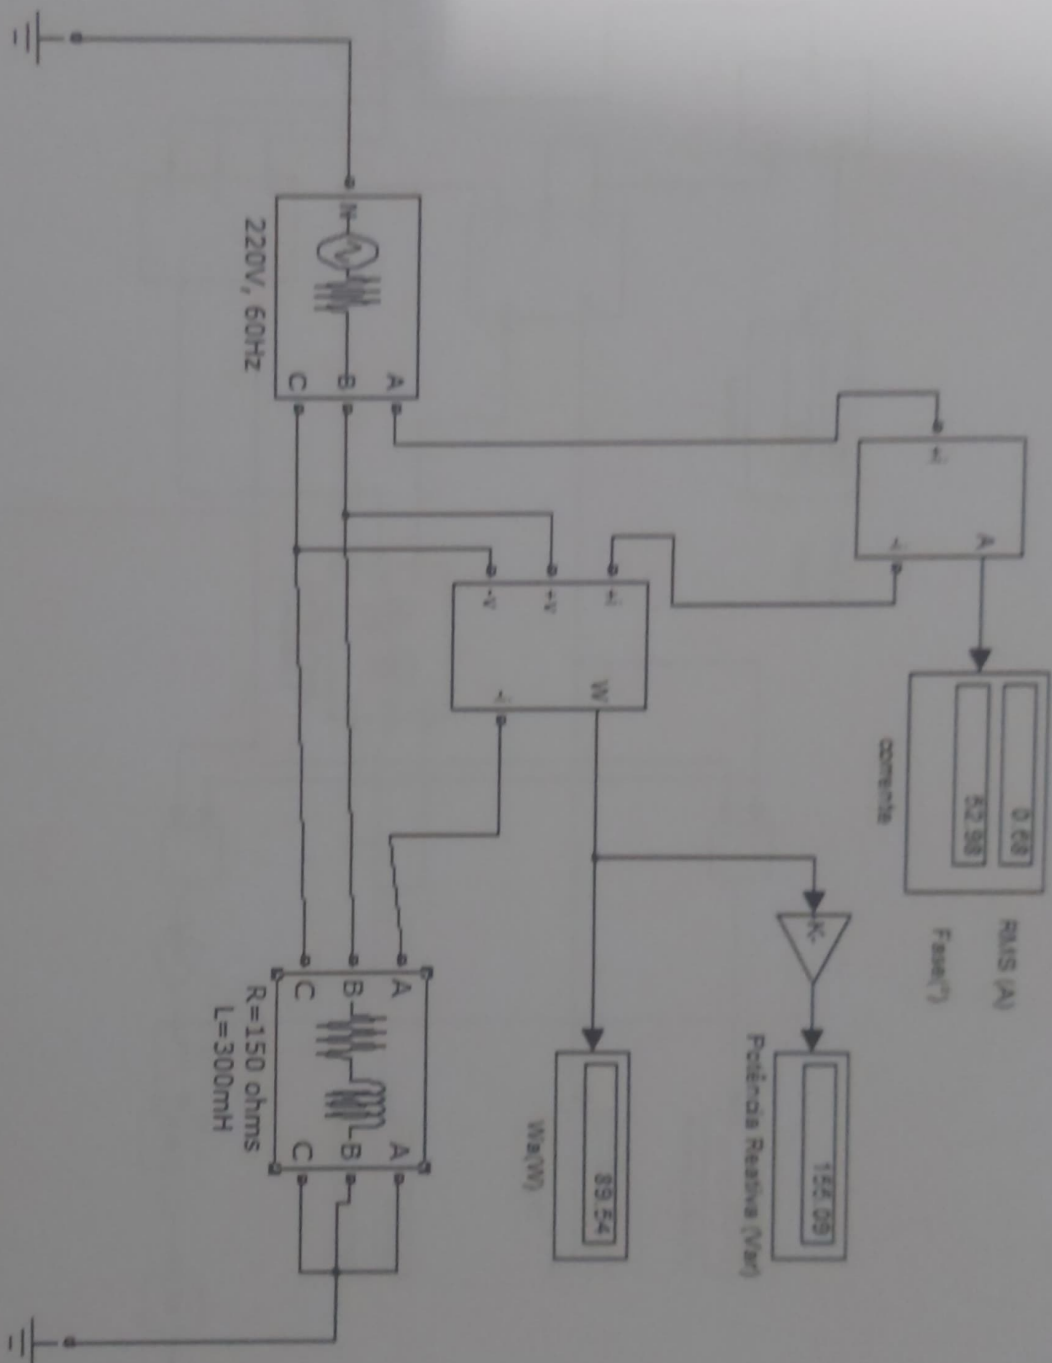 N
A
B
C
220V, 60Hz
+i
-i
A
0.68
52.98
corrente
RMS (A)
Fase(°)
+i
+v
-v
W
-i
K-
155.09
Potência Reativa (Var)
89.54
Wa(W)
A
B
C
A
B
C
R=150 ohms
L=300mH